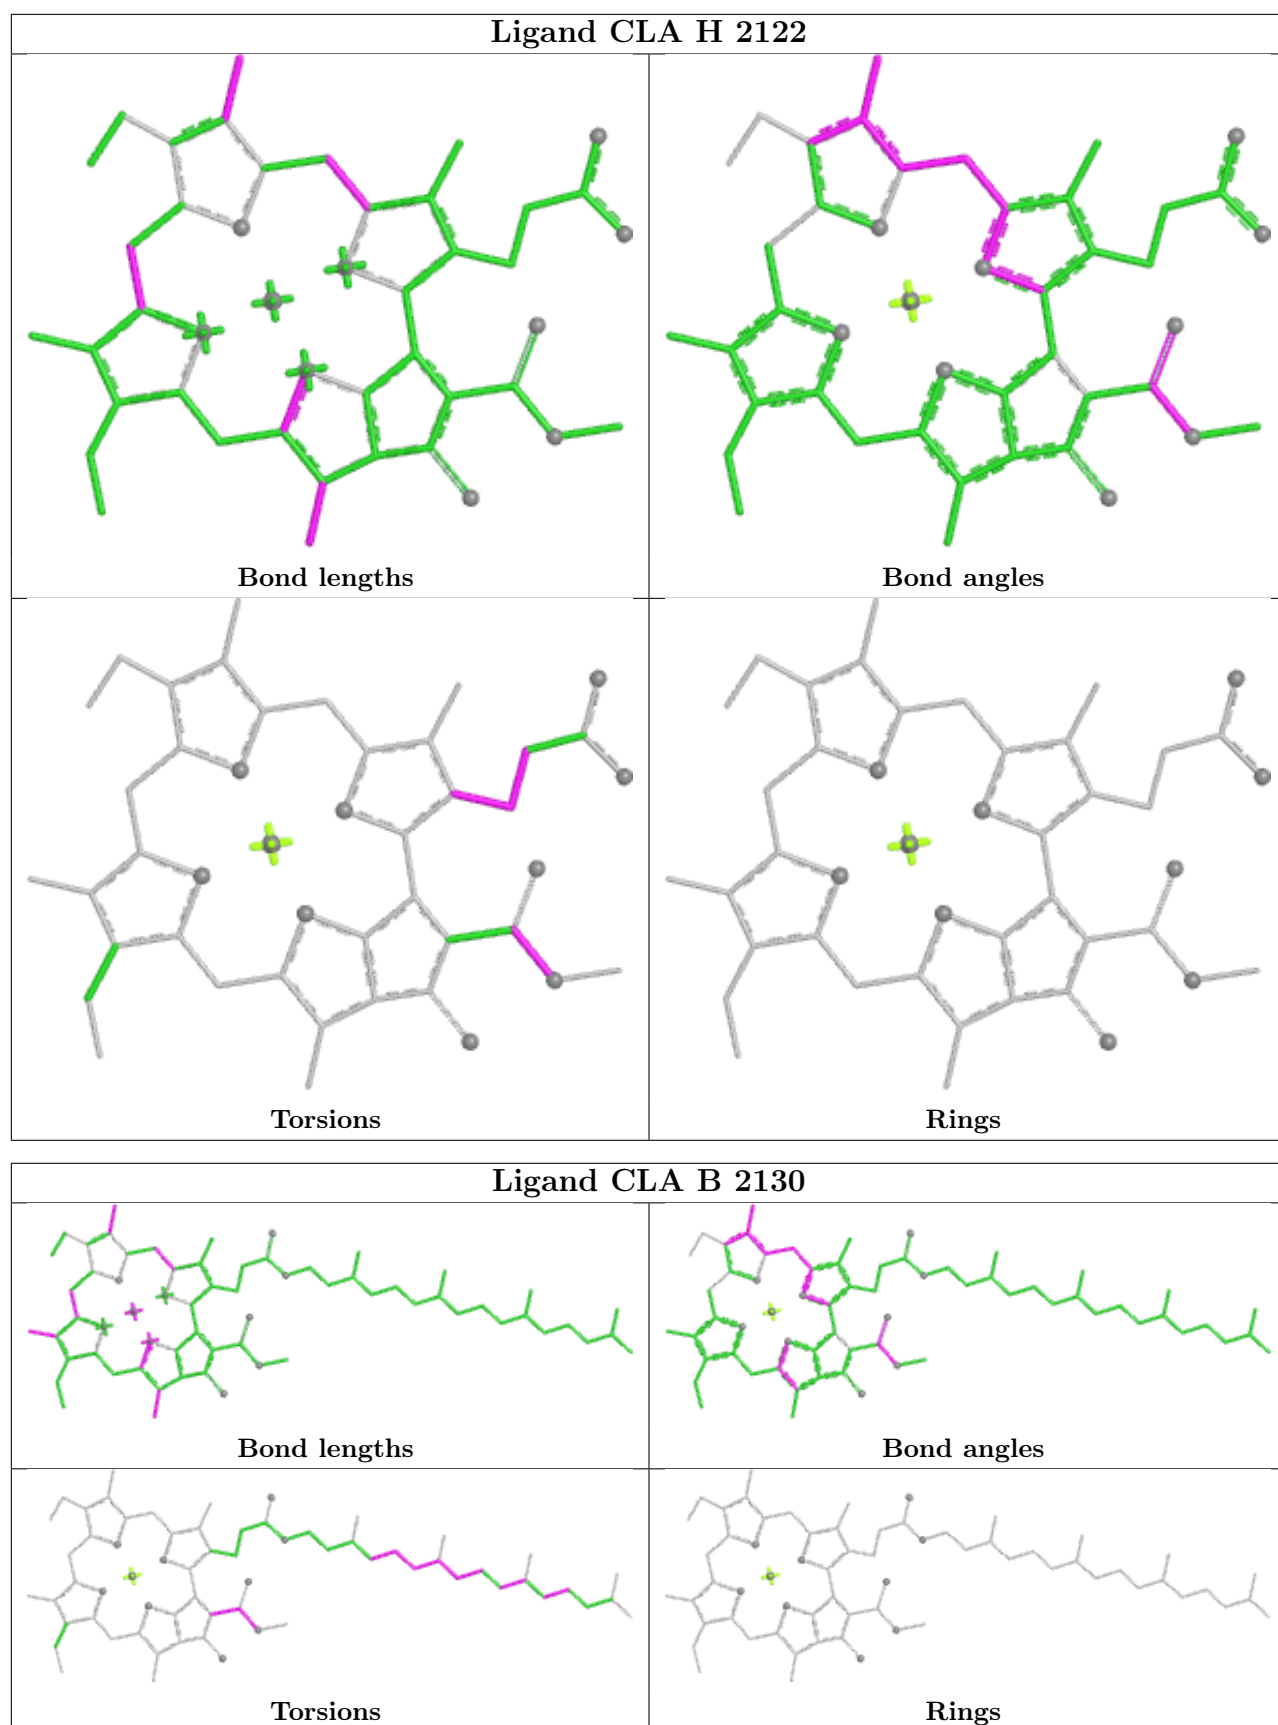 Ligand CLA H 2122
Bond lengths
Bond angles
Torsions
Rings
Ligand CLA B 2130
Bond lengths
Bond angles
Torsions
Rings